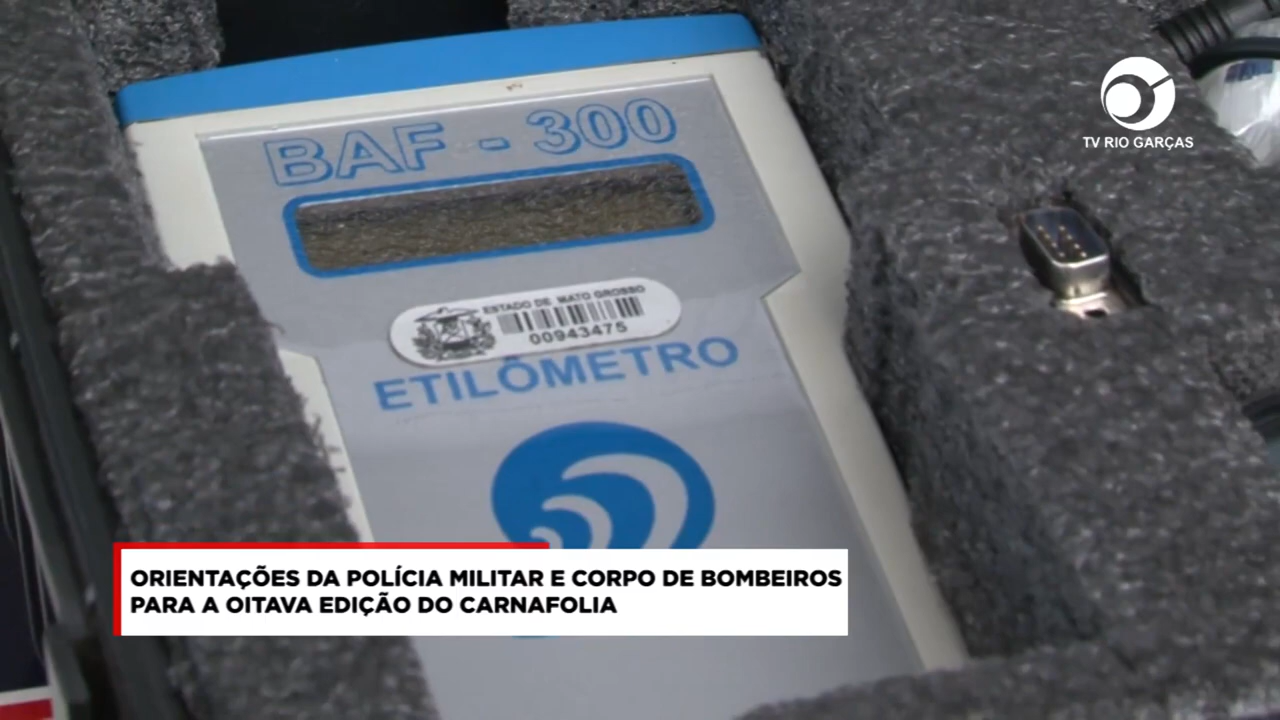 TV RIO GARÇAS
BAF - 300
ESTADO DE MATO GROSSO
00943475
ETILÔMETRO
ORIENTAÇÕES DA POLÍCIA MILITAR E CORPO DE BOMBEIROS
PARA A OITAVA EDIÇÃO DO CARNAFOLIA